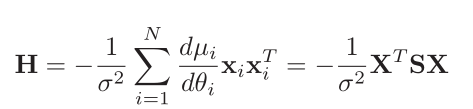 $$\mathbf{H} = -\frac{1}{\sigma^2} \sum_{i=1}^{N} \frac{d\mu_i}{d\theta_i} \mathbf{x}_i \mathbf{x}_i^T = -\frac{1}{\sigma^2} \mathbf{X}^T \mathbf{S} \mathbf{X}$$